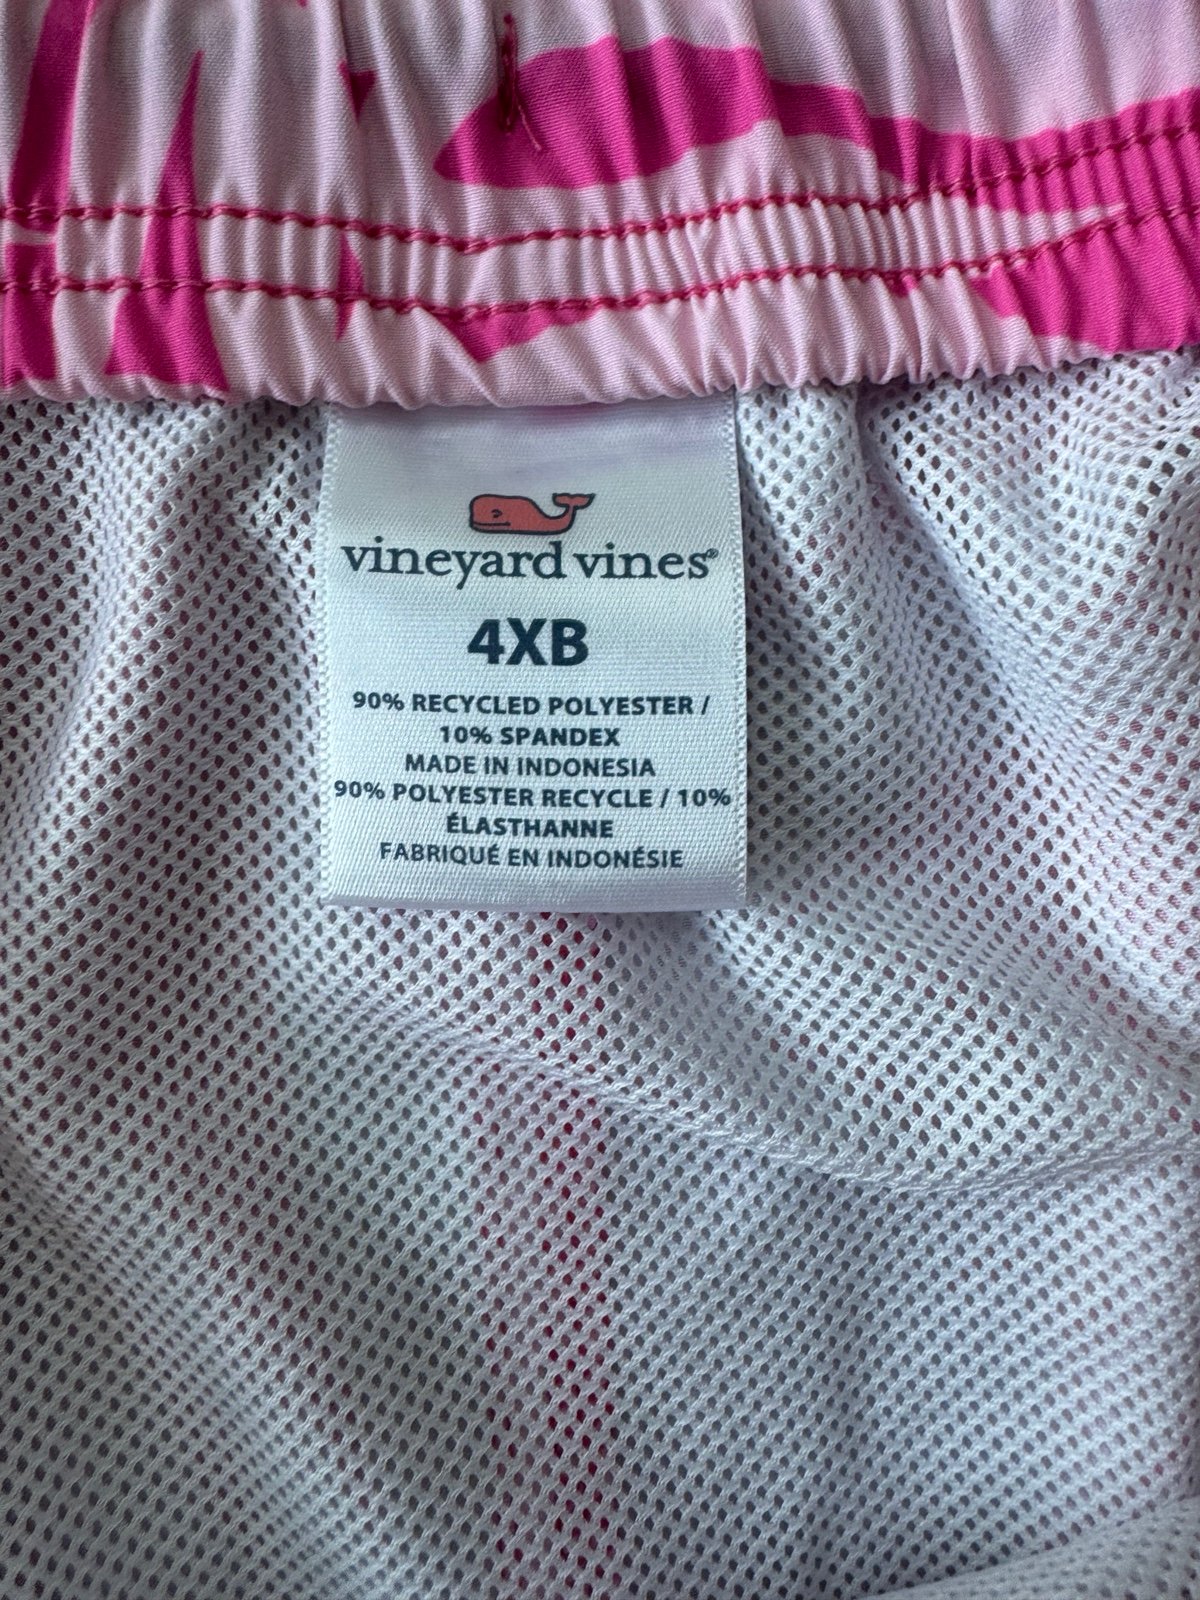 vineyard vines®
4XB
90% RECYCLED POLYESTER /
10% SPANDEX
MADE IN INDONESIA
90% POLYESTER RECYCLE / 10%
ÉLASTHANNE
FABRIQUÉ EN INDONÉSIE